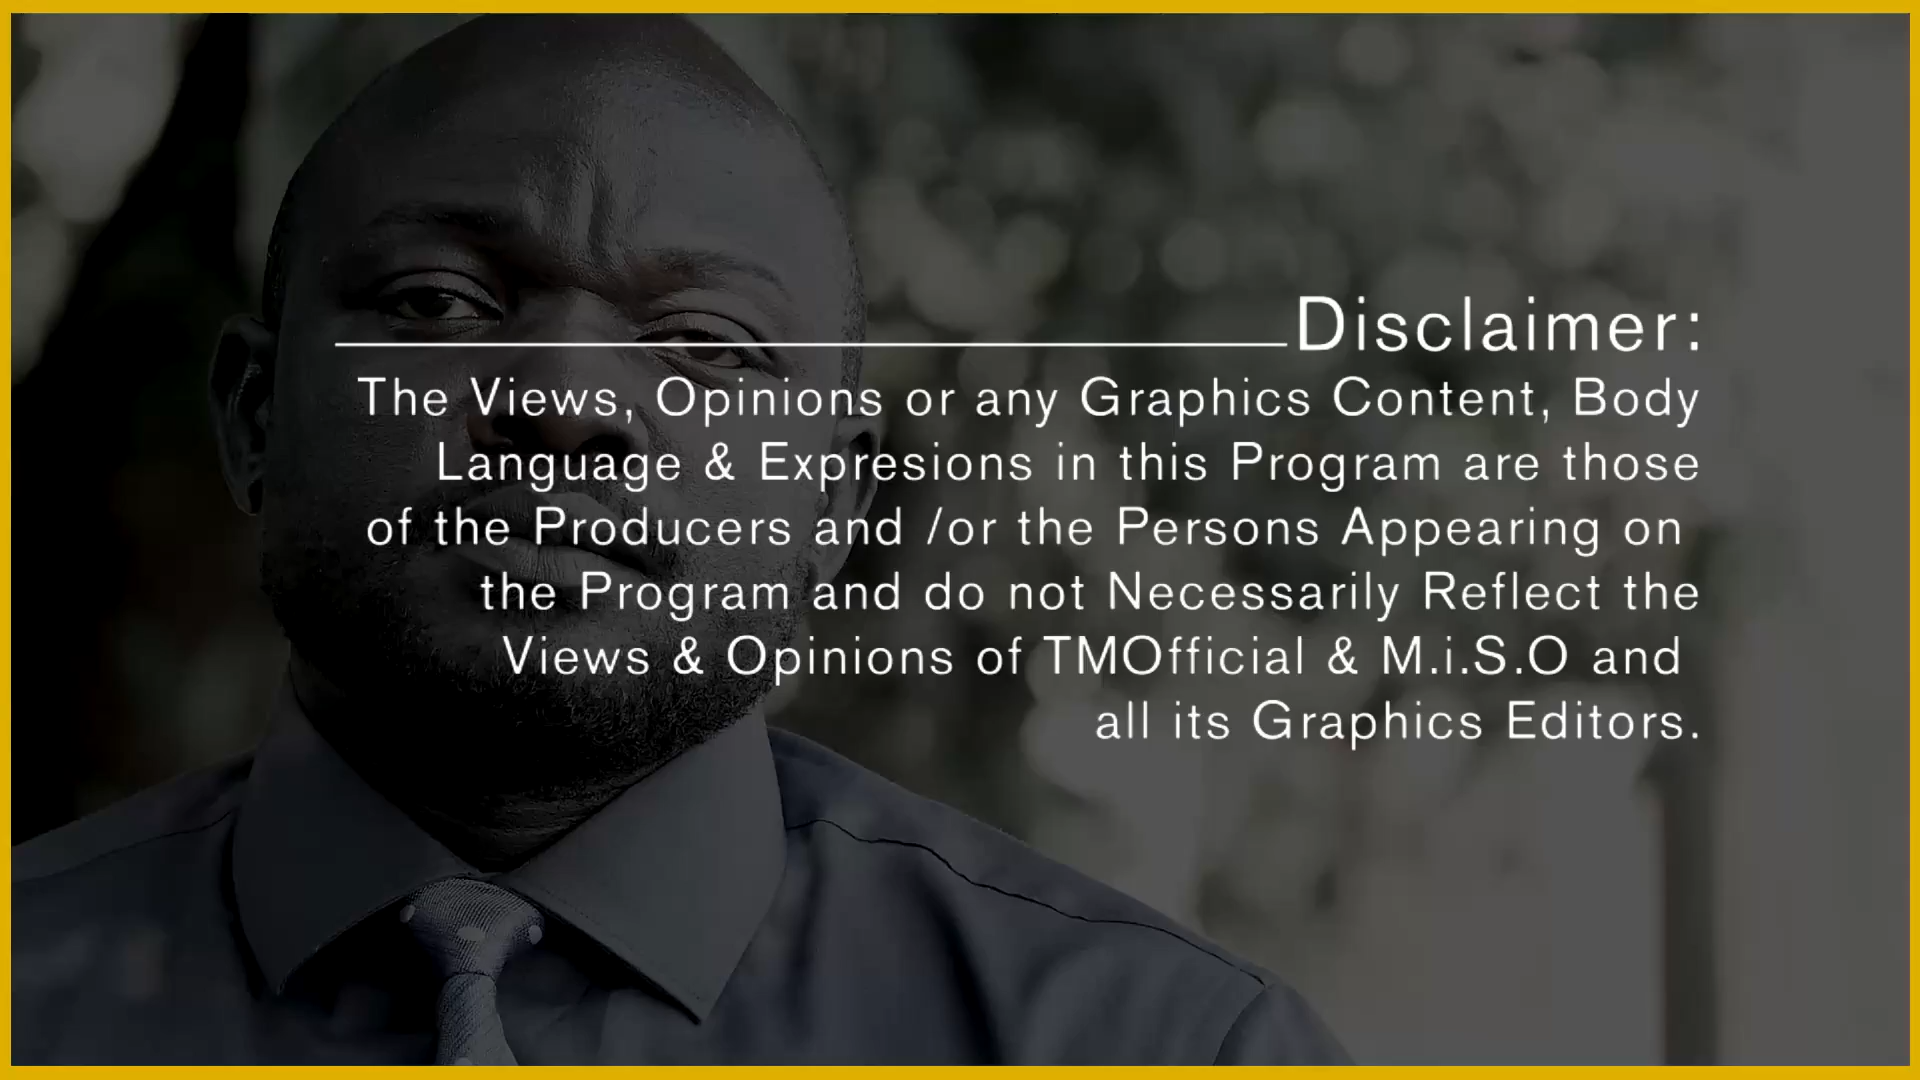 Disclaimer:
The Views, Opinions or any Graphics Content, Body
Language & Expresions in this Program are those
of the Producers and /or the Persons Appearing on
the Program and do not Necessarily Reflect the
Views & Opinions of TMOfficial & M.i.S.O and
all its Graphics Editors.